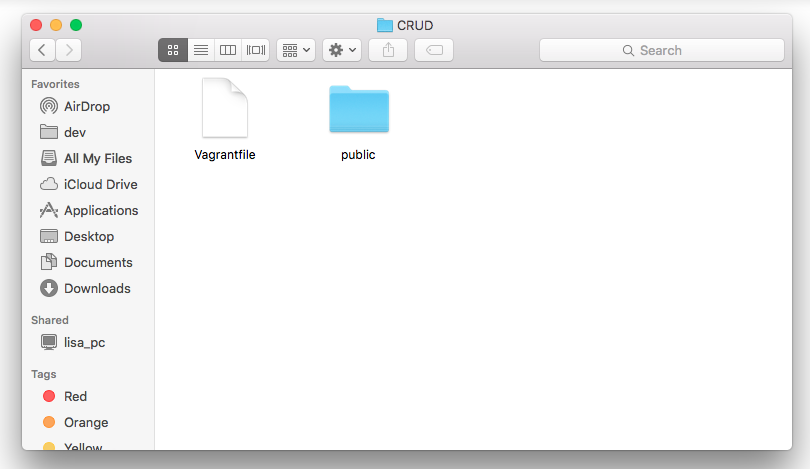 CRUD
Search
Favorites
AirDrop
dev
All My Files
iCloud Drive
Applications
Desktop
Documents
Downloads
Shared
lisa_pc
Tags
Red
Orange
Yellow
Vagrantfile
public